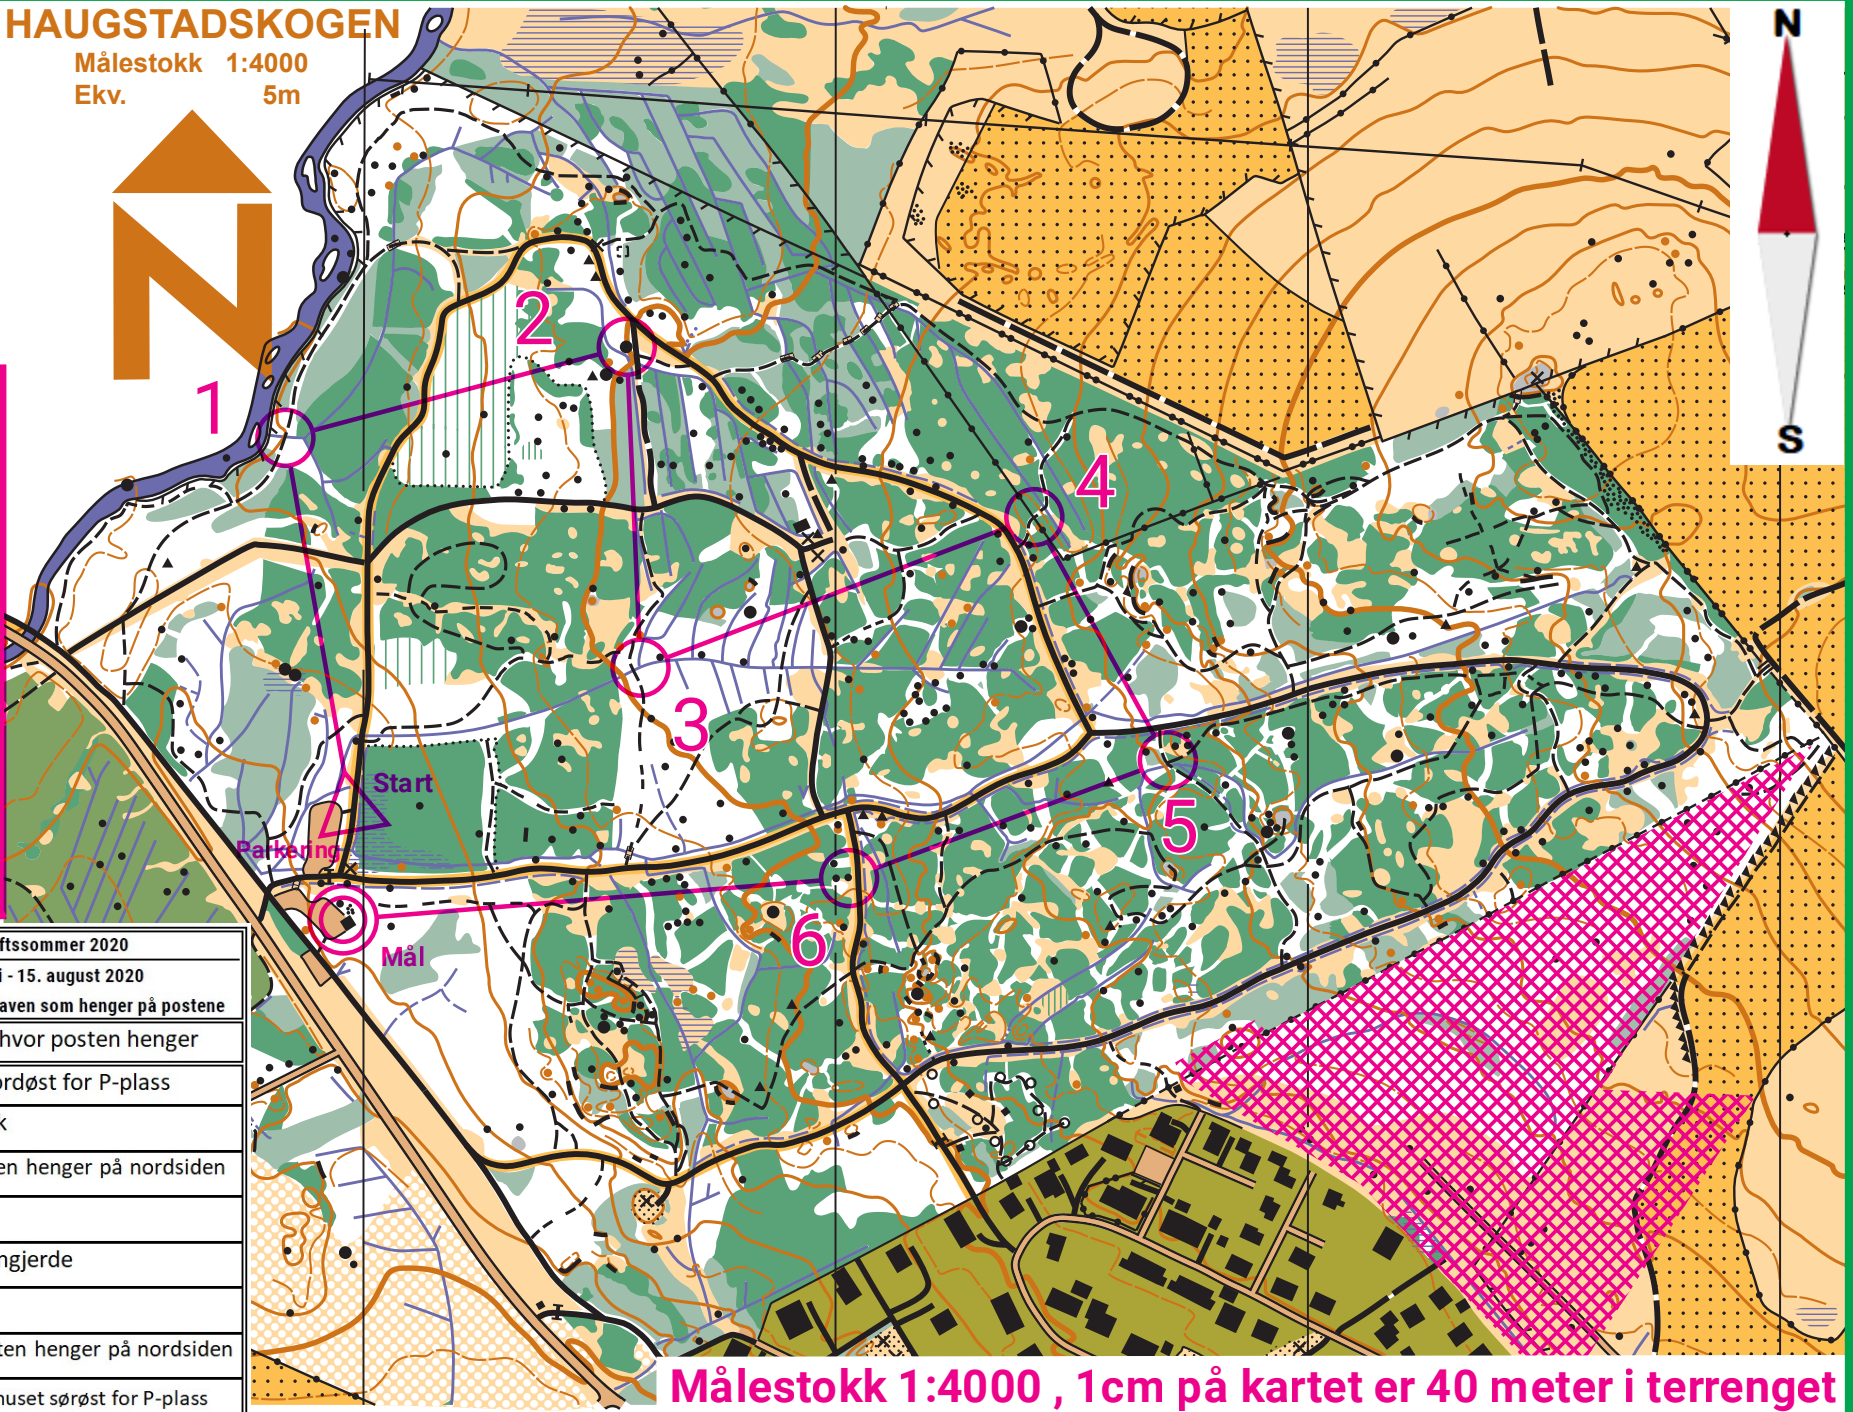 HAUGSTADSKOGEN
Målestokk 1:4000
Ekv. 5m
N
N
S
1
2
3
4
5
6
Start
Parkering
Mål
ftssommer 2020
i - 15. august 2020
aven som henger på postene
hvor posten henger
ordøst for P-plass
k
en henger på nordsiden
ngjerde
ten henger på nordsiden
huset sørøst for P-plass
Målestokk 1:4000 , 1cm på kartet er 40 meter i terrenget